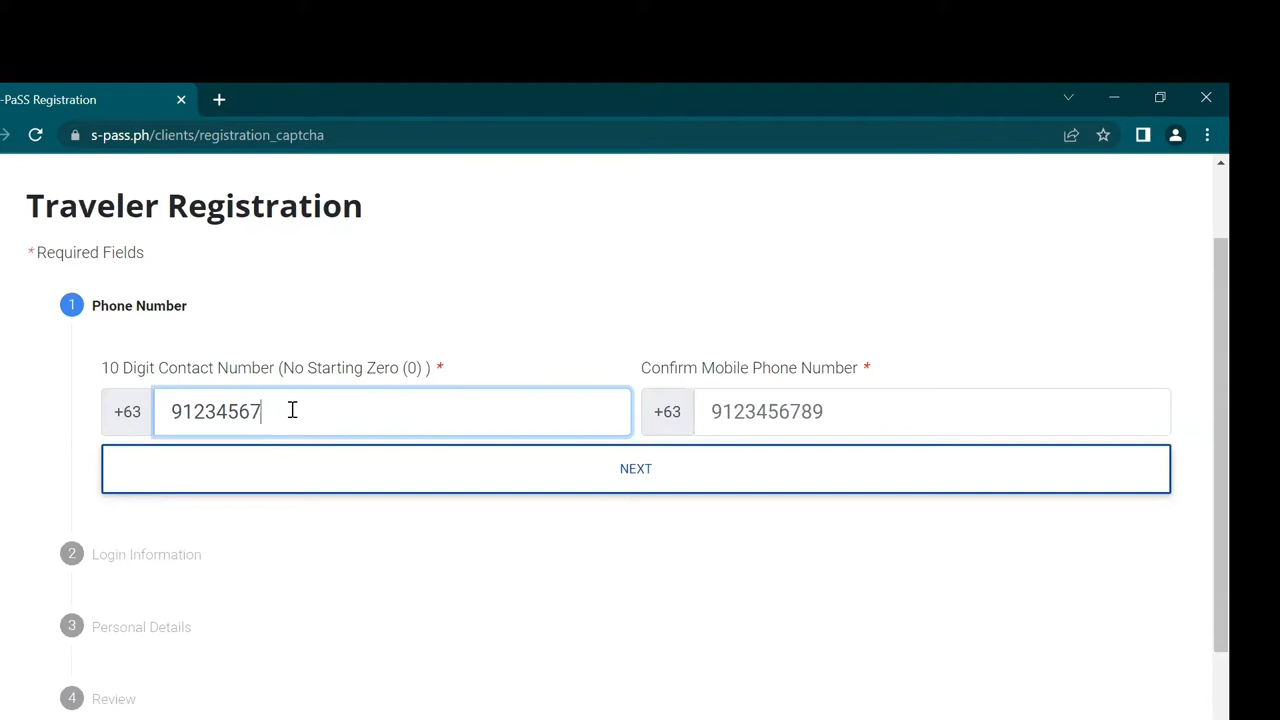 -PaSS Registration
s-pass.ph/clients/registration_captcha
Traveler Registration
* Required Fields
1 Phone Number
10 Digit Contact Number (No Starting Zero (0) ) *
Confirm Mobile Phone Number *
+63 91234567
+63 9123456789
NEXT
2 Login Information
3 Personal Details
4 Review